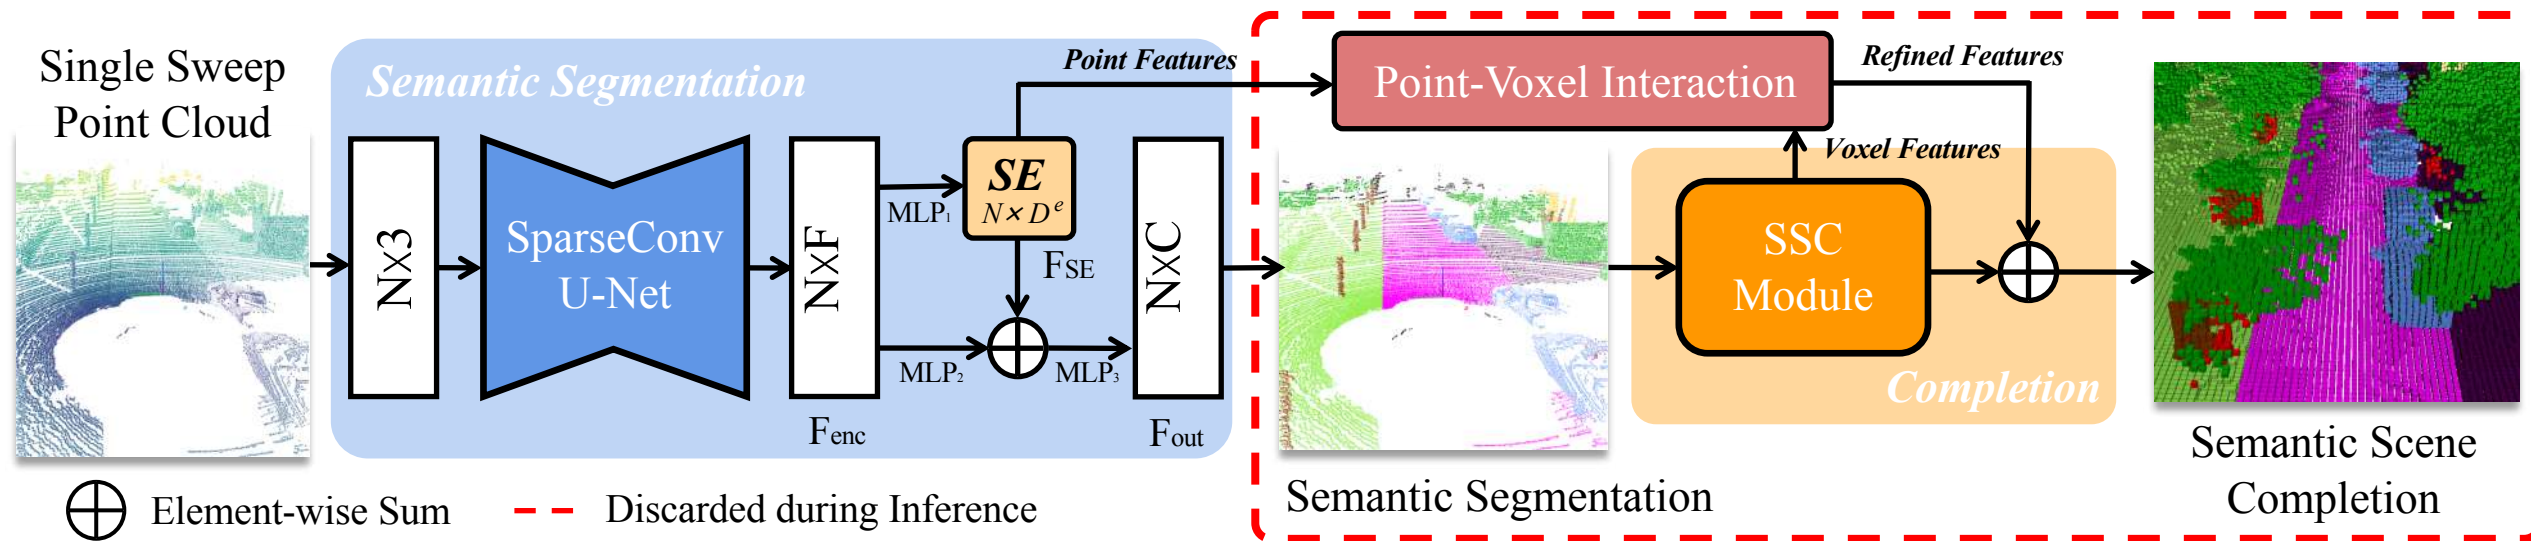 Single Sweep
Point Cloud
Semantic Segmentation
N×3
SparseConv
U-Net
N×F
F_enc
MLP₁
SE
N × D^e
F_SE
MLP₂
MLP₃
N×C
F_out
Point Features
Point-Voxel Interaction
Refined Features
Voxel Features
SSC
Module
Completion
Semantic Segmentation
Semantic Scene
Completion
Element-wise Sum
Discarded during Inference